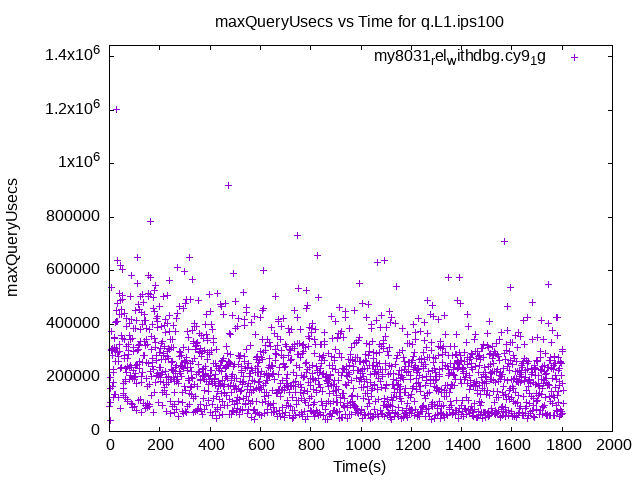 maxQueryUsecs vs Time for q.L1.ips100
my8031rel_withdbg.cy9_1g
1.4x10^6
1.2x10^6
1x10^6
800000
600000
400000
200000
0
maxQueryUsecs
0 200 400 600 800 1000 1200 1400 1600 1800 2000
Time(s)